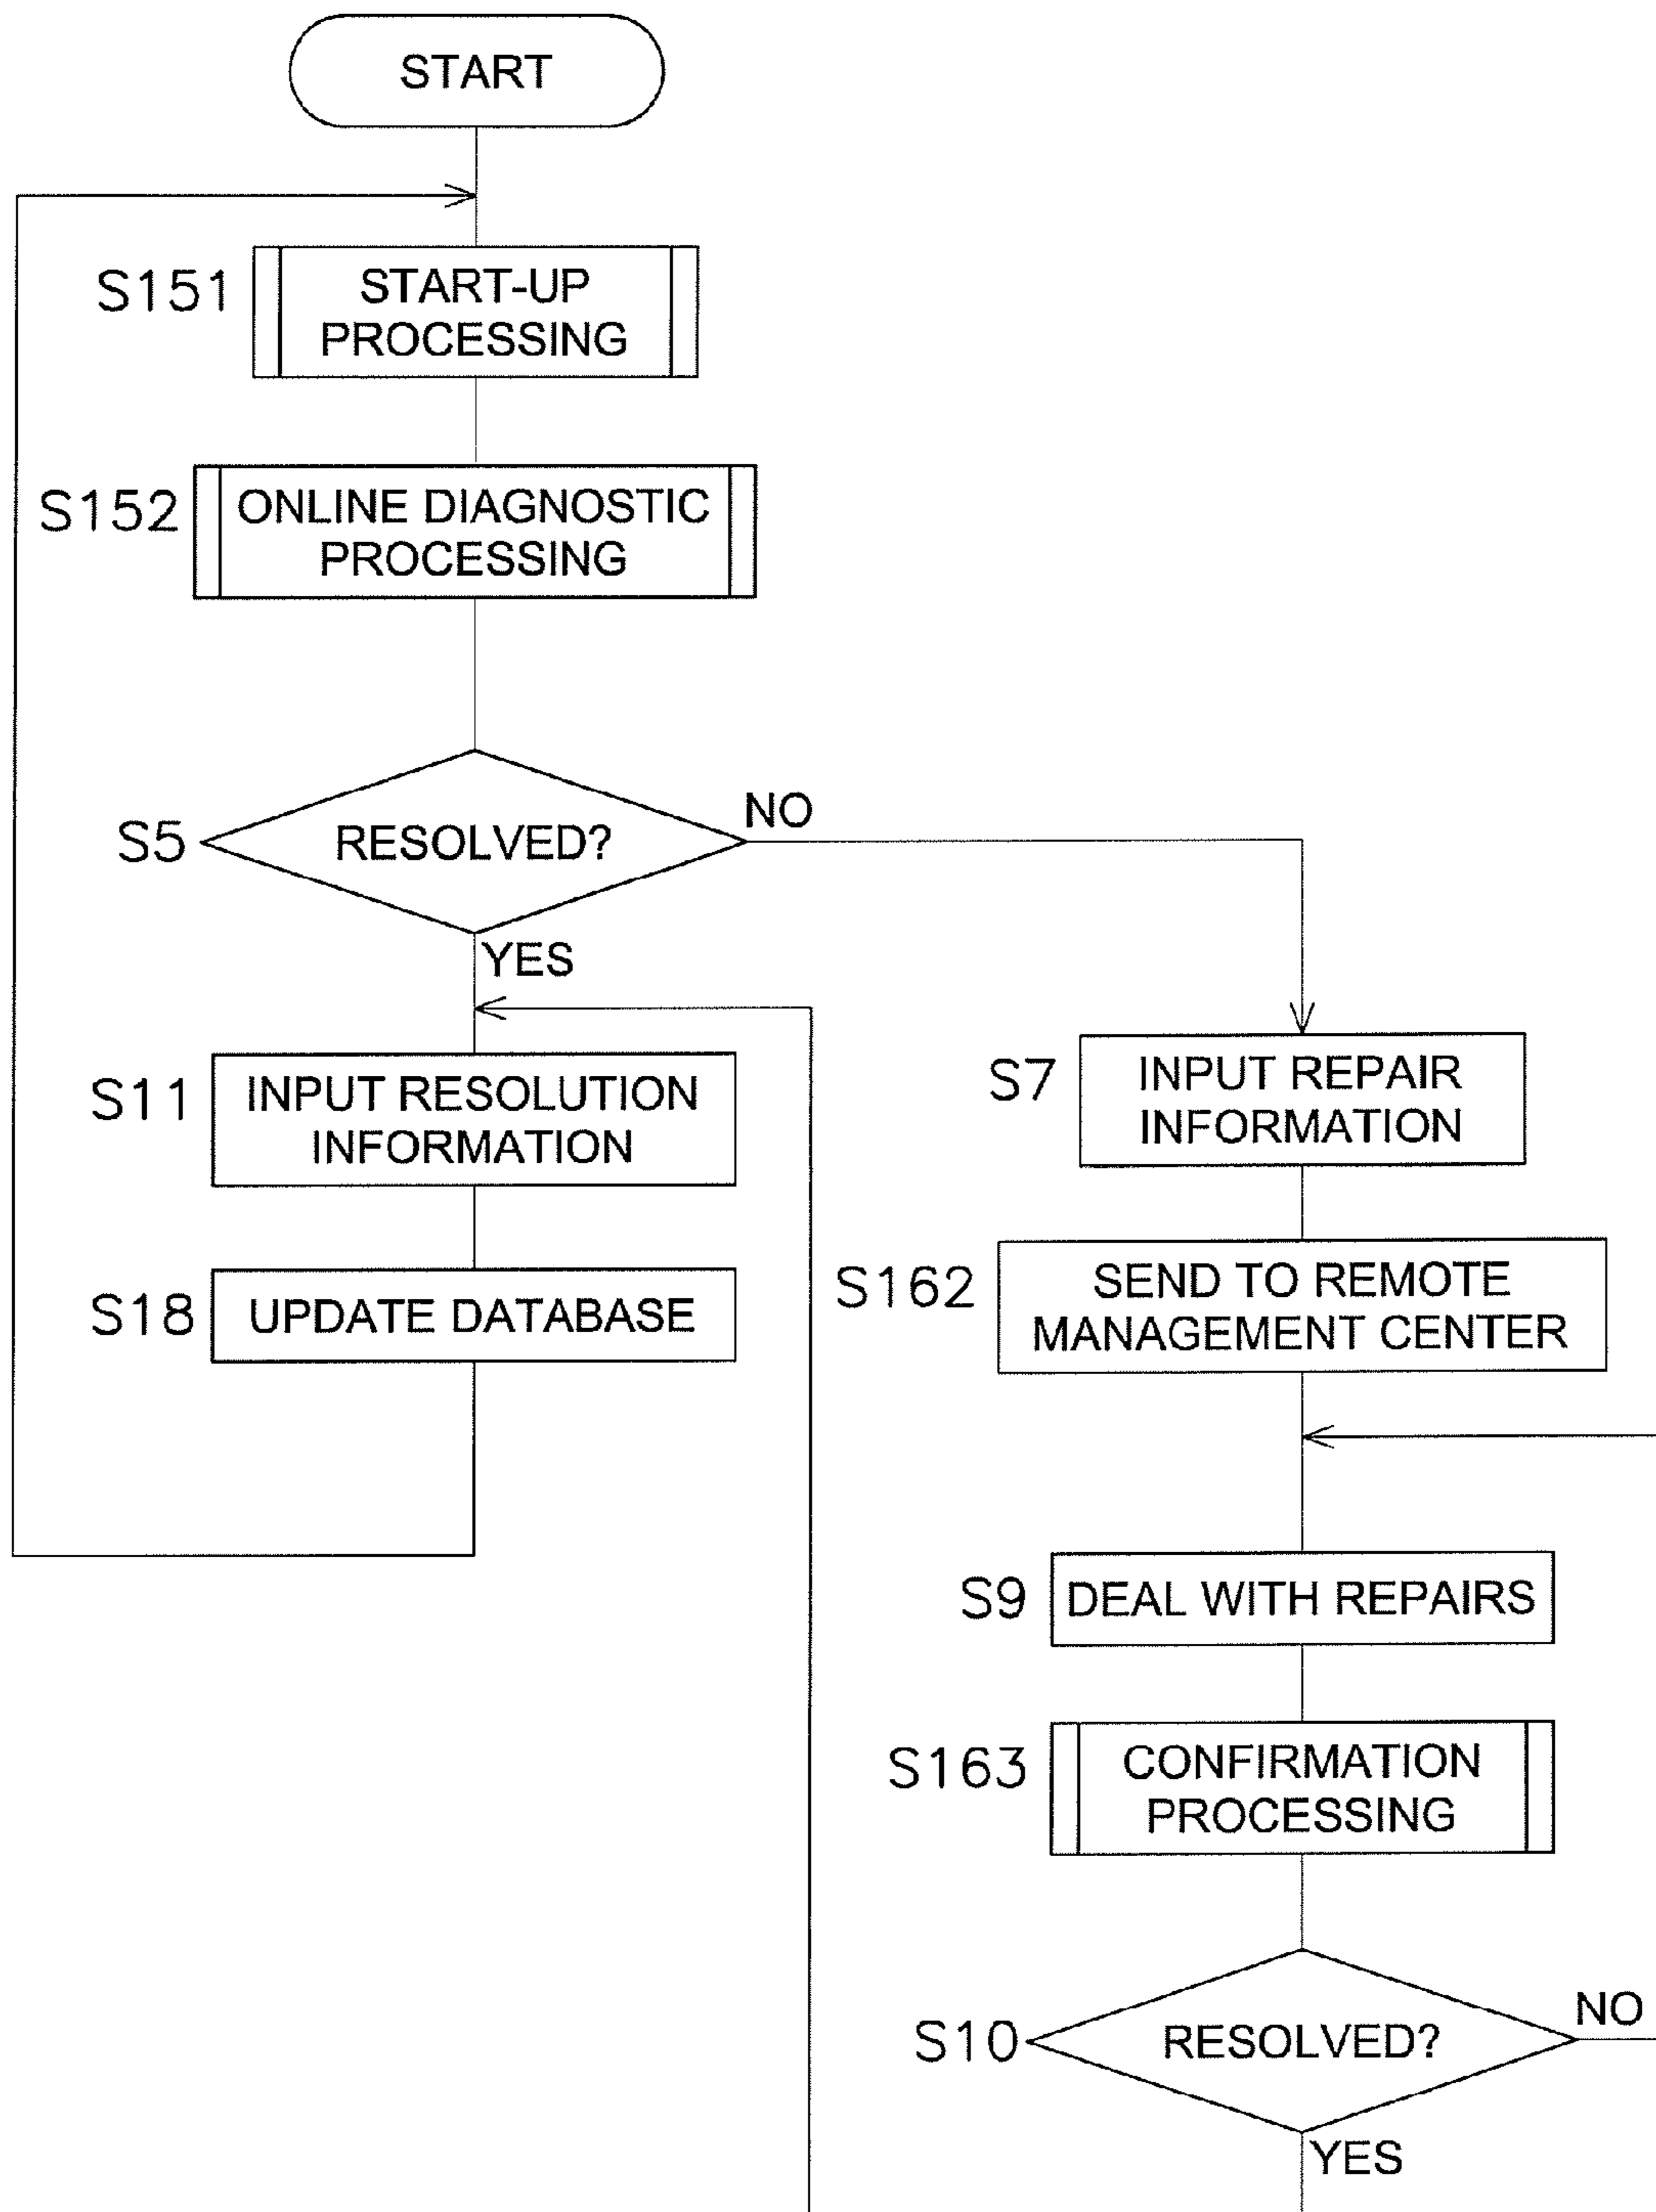 START
S151
START-UP
PROCESSING
S152
ONLINE DIAGNOSTIC
PROCESSING
S5
RESOLVED?
NO
YES
S11
INPUT RESOLUTION
INFORMATION
S18
UPDATE DATABASE
S7
INPUT REPAIR
INFORMATION
S162
SEND TO REMOTE
MANAGEMENT CENTER
S9
DEAL WITH REPAIRS
S163
CONFIRMATION
PROCESSING
S10
RESOLVED?
NO
YES